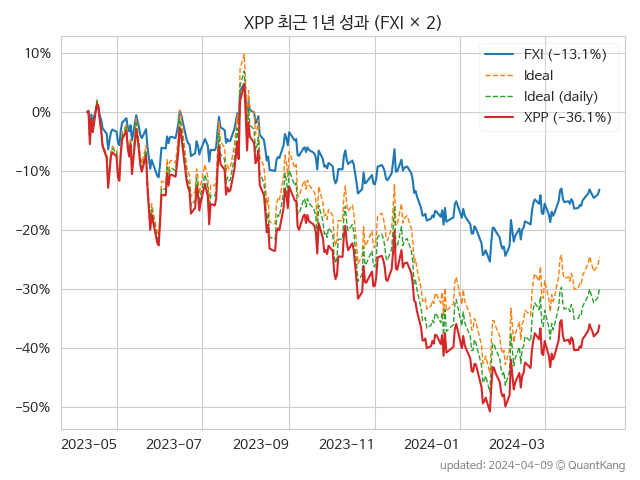 XPP 최근 1년 성과 (FXI × 2)
FXI (−13.1%)
Ideal
Ideal (daily)
XPP (−36.1%)
10%
0%
−10%
−20%
−30%
−40%
−50%
2023-05 2023-07 2023-09 2023-11 2024-01 2024-03
updated: 2024-04-09 © QuantKang